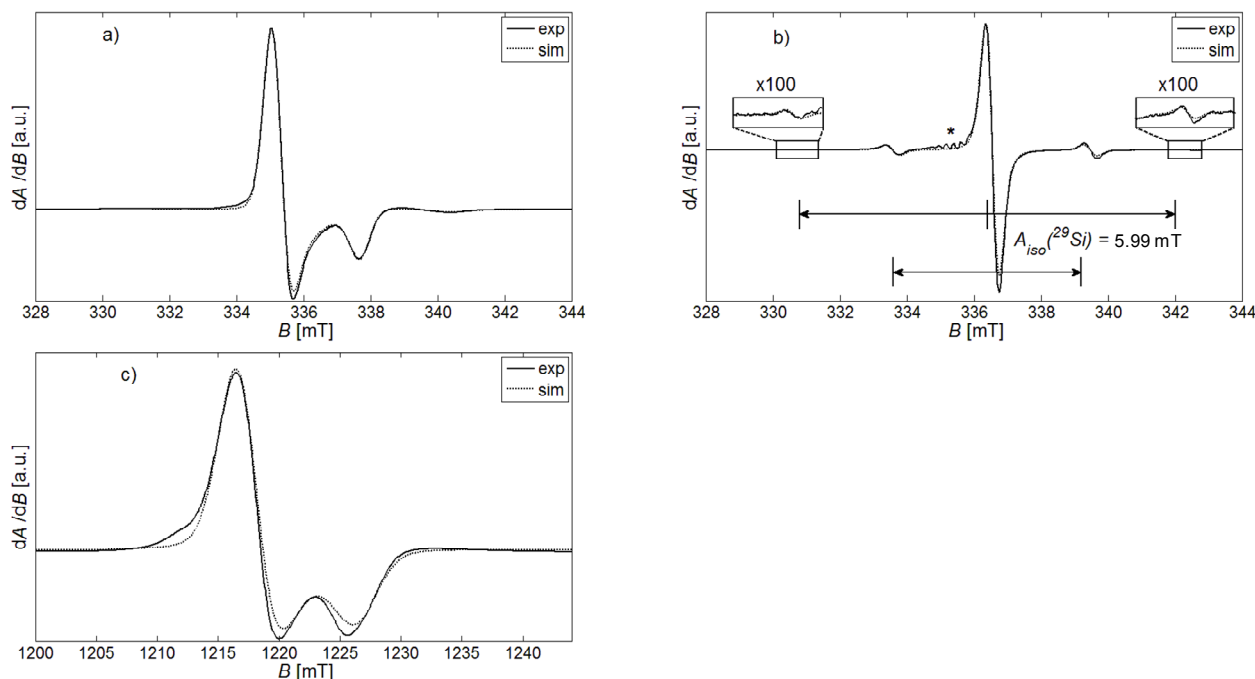 a)
exp
sim
dA /dB [a.u.]
328 330 332 334 336 338 340 342 344
B [mT]
b)
exp
sim
x100
x100
*
dA /dB [a.u.]
Aiso(29Si) = 5.99 mT
328 330 332 334 336 338 340 342 344
B [mT]
c)
exp
sim
dA /dB [a.u.]
1200 1205 1210 1215 1220 1225 1230 1235 1240
B [mT]